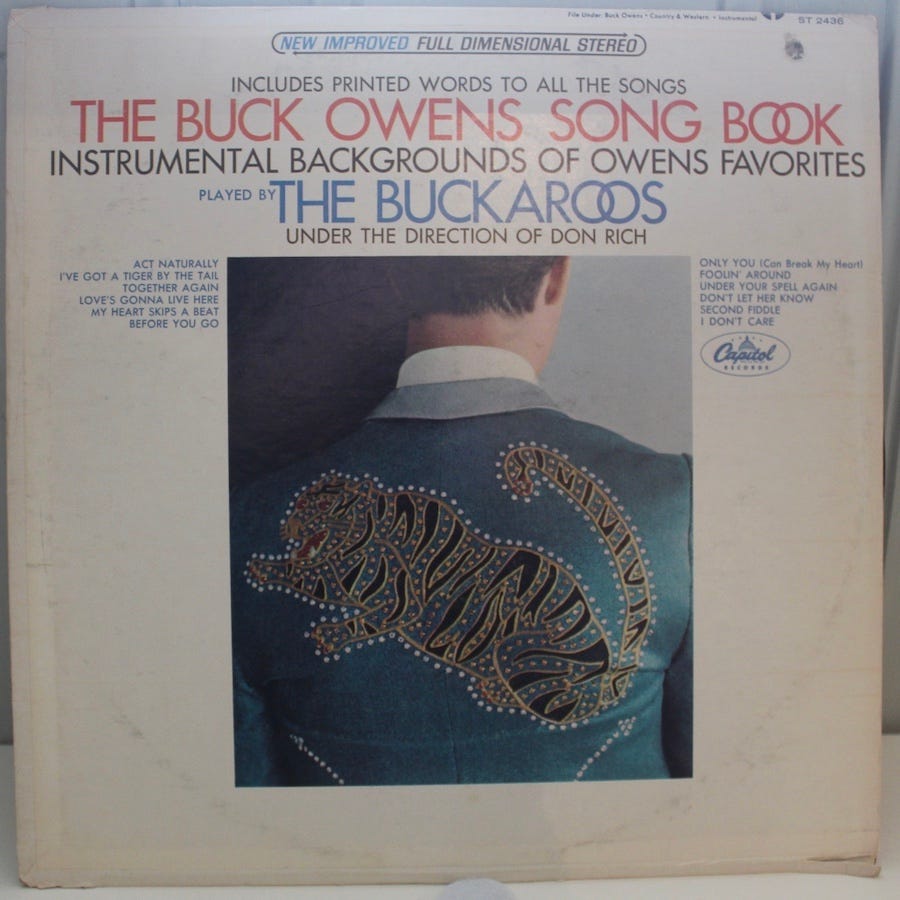 File Under: Buck Owens • Country & Western • Instrumental
ST 2436
NEW IMPROVED FULL DIMENSIONAL STEREO
INCLUDES PRINTED WORDS TO ALL THE SONGS
THE BUCK OWENS SONG BOOK
INSTRUMENTAL BACKGROUNDS OF OWENS FAVORITES
PLAYED BY THE BUCKAROOS
UNDER THE DIRECTION OF DON RICH
ACT NATURALLY
I'VE GOT A TIGER BY THE TAIL
TOGETHER AGAIN
LOVE'S GONNA LIVE HERE
MY HEART SKIPS A BEAT
BEFORE YOU GO
ONLY YOU (Can Break My Heart)
FOOLIN' AROUND
UNDER YOUR SPELL AGAIN
DON'T LET HER KNOW
SECOND FIDDLE
I DON'T CARE
Capitol
RECORDS